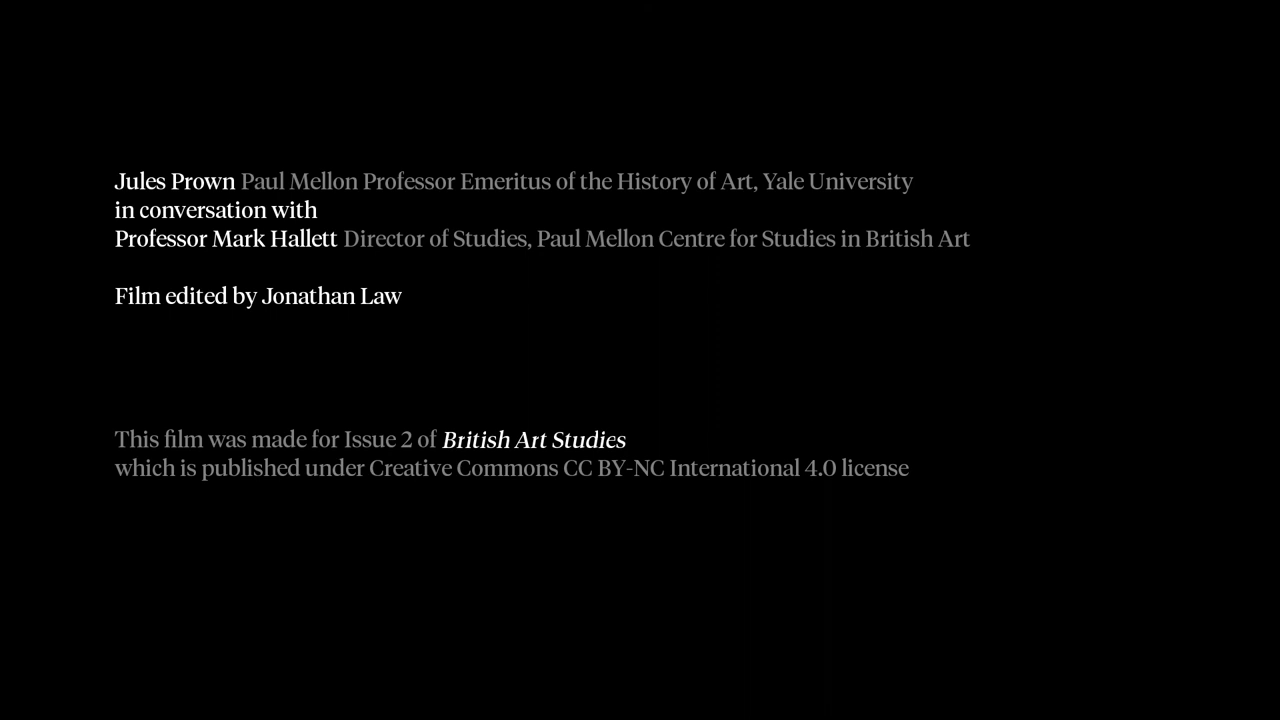 Jules Prown Paul Mellon Professor Emeritus of the History of Art, Yale University
in conversation with
Professor Mark Hallett Director of Studies, Paul Mellon Centre for Studies in British Art
Film edited by Jonathan Law
This film was made for Issue 2 of British Art Studies
which is published under Creative Commons CC BY-NC International 4.0 license